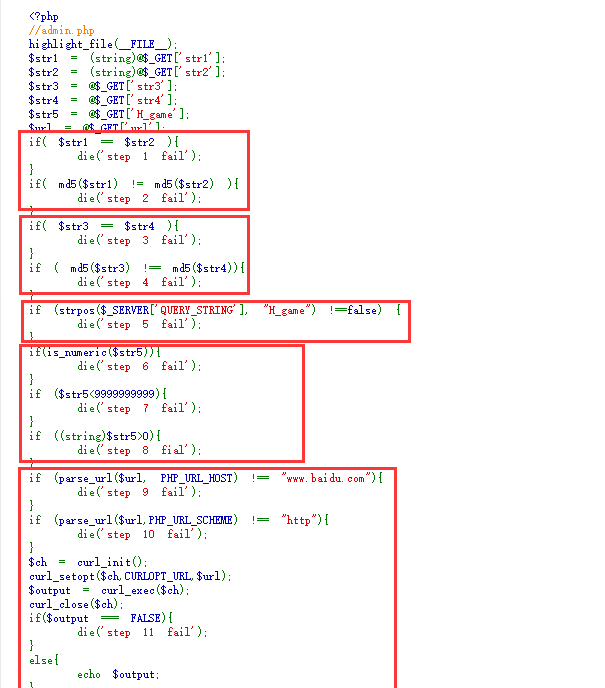 <?php
//admin.php
highlight_file(__FILE__);
$str1 = (string)@$_GET['str1'];
$str2 = (string)@$_GET['str2'];
$str3 = @$_GET['str3'];
$str4 = @$_GET['str4'];
$str5 = @$_GET['H_game'];
$url = @$_GET['url'];
if( $str1 == $str2 ){
die('step 1 fail');
}
if( md5($str1) != md5($str2) ){
die('step 2 fail');
}
if( $str3 == $str4 ){
die('step 3 fail');
}
if ( md5($str3) !== md5($str4)){
die('step 4 fail');
}
if (strpos($_SERVER['QUERY_STRING'], "H_game") !==false) {
die('step 5 fail');
}
if(is_numeric($str5)){
die('step 6 fail');
}
if ($str5<9999999999){
die('step 7 fail');
}
if ((string)$str5>0){
die('step 8 fial');
}
if (parse_url($url, PHP_URL_HOST) !== "www.baidu.com"){
die('step 9 fail');
}
if (parse_url($url,PHP_URL_SCHEME) !== "http"){
die('step 10 fail');
}
$ch = curl_init();
curl_setopt($ch,CURLOPT_URL,$url);
$output = curl_exec($ch);
curl_close($ch);
if($output === FALSE){
die('step 11 fail');
}
else{
echo $output;
}